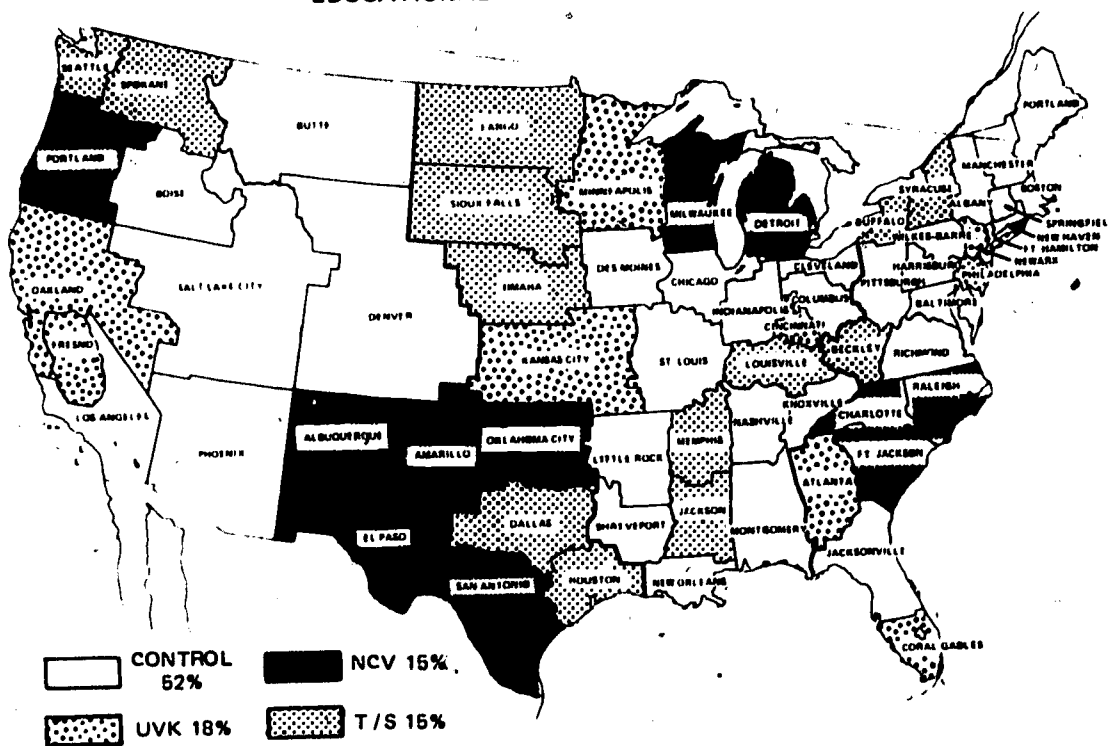 SEATTLE
SPOKANE
BUTTE
FARGO
PORTLAND
BOISE
MINNEAPOLIS
SIOUX FALLS
MILWAUKEE
DETROIT
PORTLAND
MANCHESTER
SYRACUSE
ALBANY
BOSTON
BUFFALO
SPRINGFIEL
WILKES-BARRE
NEW HAVEN
FT HAMILTON
NEWARK
OAKLAND
SALT LAKE CITY
OMAHA
DES MOINES
CHICAGO
CLEVELAND
HARRISBURG
PHILADELPHIA
PITTSBURGH
COLUMBUS
INDIANAPOLIS
BALTIMORE
DENVER
CINCINNATI
FRESNO
KANSAS CITY
ST LOUIS
LOUISVILLE
BECKLEY
RICHMOND
LOS ANGELES
RALEIGH
KNOXVILLE
CHARLOTTE
ALBUQUERQUE
OKLAHOMA CITY
NASHVILLE
MEMPHIS
PHOENIX
AMARILLO
LITTLE ROCK
FT. JACKSON
ATLANTA
DALLAS
SHREVEPORT
JACKSON
MONTGOMERY
EL PASO
JACKSONVILLE
SAN ANTONIO
HOUSTON
NEW ORLEANS
CORAL GABLES
CONTROL
52%
NCV 15%
UVK 18%
T/S 15%